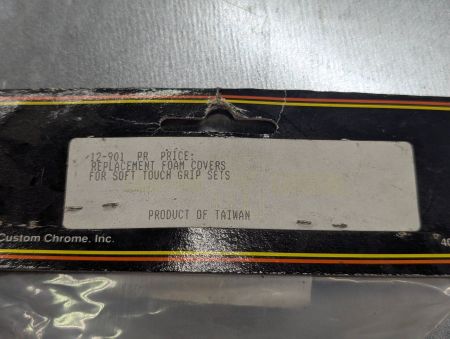 12-901 PR PRICE:
REPLACEMENT FOAM COVERS
FOR SOFT TOUCH GRIP SETS
PRODUCT OF TAIWAN
Custom Chrome, Inc.